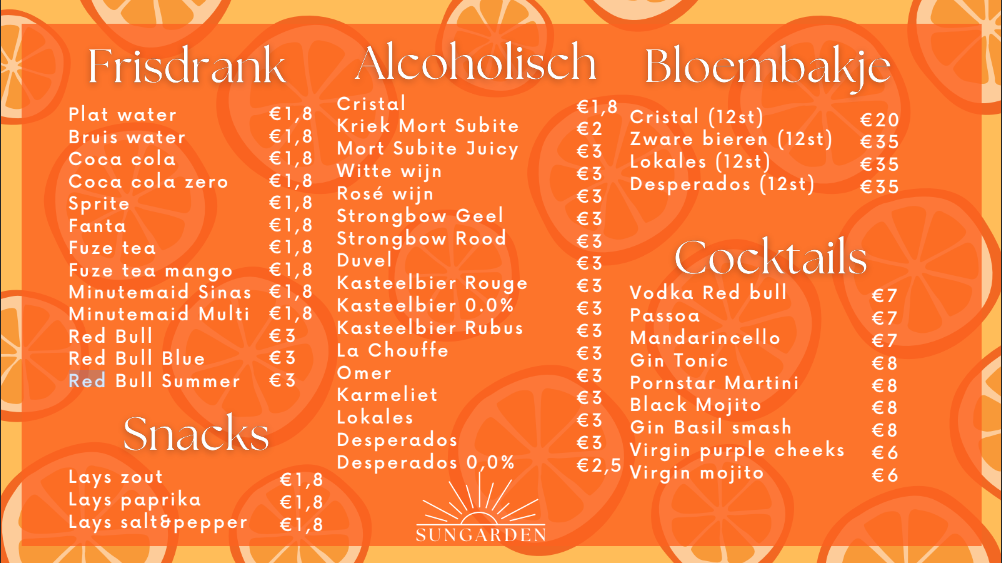 Frisdrank
Plat water €1,8
Bruis water €1,8
Coca cola €1,8
Coca cola zero €1,8
Sprite €1,8
Fanta €1,8
Fuze tea €1,8
Fuze tea mango €1,8
Minutemaid Sinas €1,8
Minutemaid Multi €1,8
Red Bull €3
Red Bull Blue €3
Red Bull Summer €3
Snacks
Lays zout €1,8
Lays paprika €1,8
Lays salt&pepper €1,8
Alcoholisch
Cristal €1,8
Kriek Mort Subite €2
Mort Subite Juicy €3
Witte wijn €3
Rosé wijn €3
Strongbow Geel €3
Strongbow Rood €3
Duvel €3
Kasteelbier Rouge €3
Kasteelbier 0.0% €3
Kasteelbier Rubus €3
La Chouffe €3
Omer €3
Karmeliet €3
Lokales €3
Desperados €3
Desperados 0,0% €2,5
SUNGARDEN
Bloembakje
Cristal (12st) €20
Zware bieren (12st) €35
Lokales (12st) €35
Desperados (12st) €35
Cocktails
Vodka Red bull €7
Passoa €7
Mandarincello €7
Gin Tonic €8
Pornstar Martini €8
Black Mojito €8
Gin Basil smash €8
Virgin purple cheeks €6
Virgin mojito €6